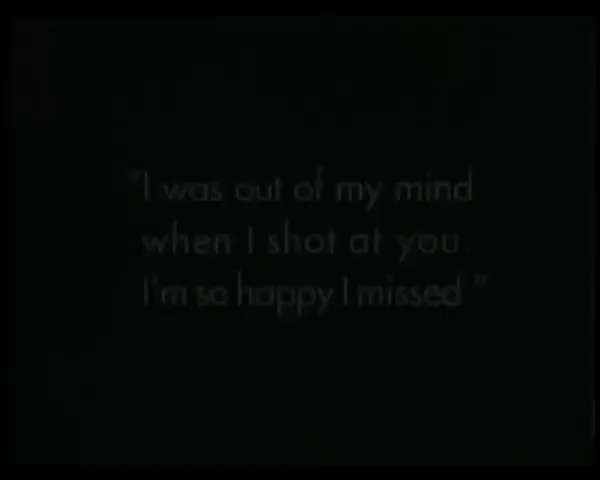 "I was out of my mind
when I shot at you.
I'm so happy I missed."